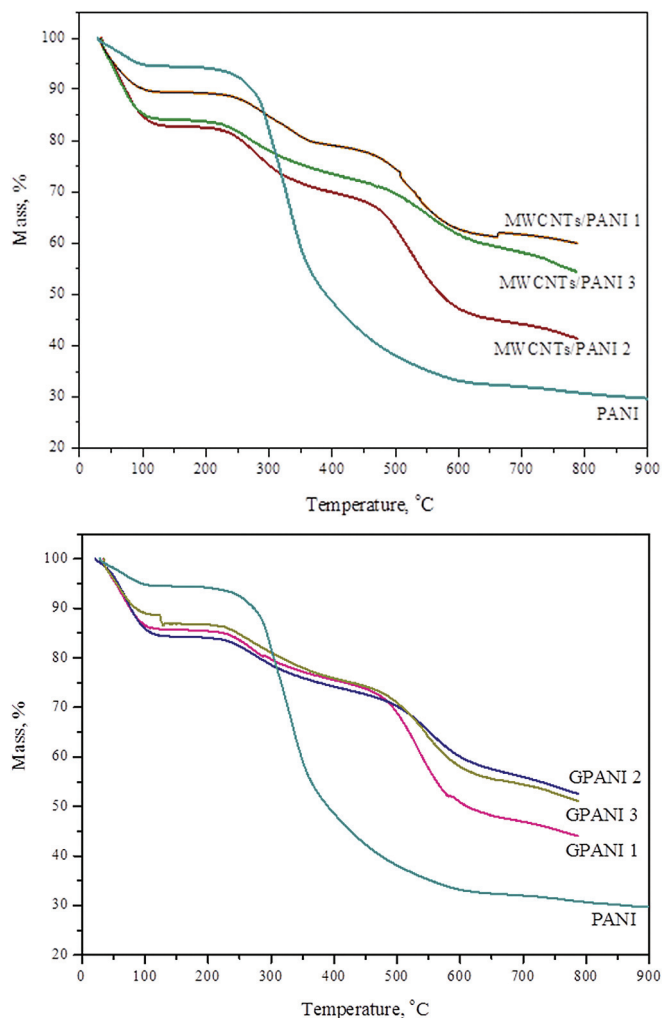 100
90
80
70
60
50
40
30
20
Mass, %
MWCNTs/PANI 1
MWCNTs/PANI 3
MWCNTs/PANI 2
PANI
0 100 200 300 400 500 600 700 800 900
Temperature, °C
100
90
80
70
60
50
40
30
20
Mass, %
GPANI 2
GPANI 3
GPANI 1
PANI
0 100 200 300 400 500 600 700 800 900
Temperature, °C